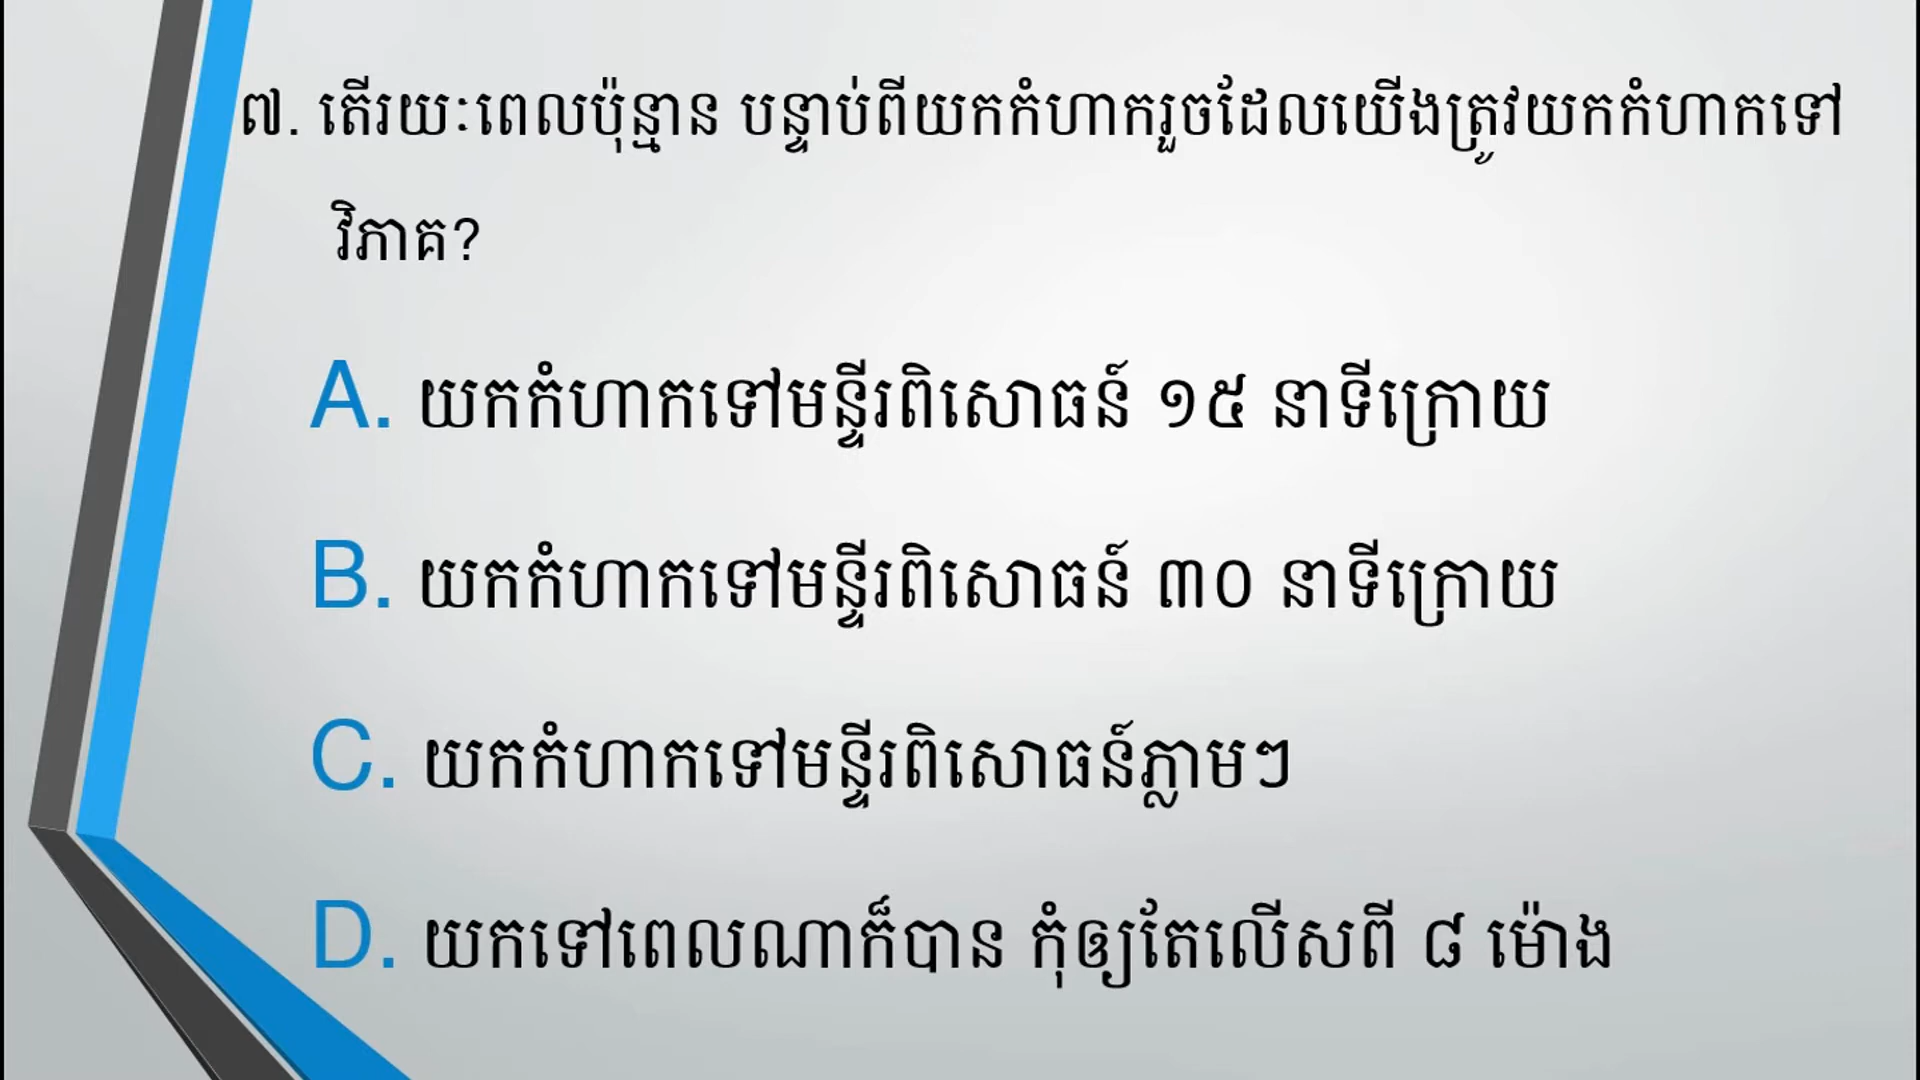 ៧. តើរយៈពេលប៉ុន្មាន បន្ទាប់ពីយកកំហាករួចដែលយើងត្រូវយកកំហាកទៅ
វិភាគ?
A. យកកំហាកទៅមន្ទីរពិសោធន៍ ១៥ នាទីក្រោយ
B. យកកំហាកទៅមន្ទីរពិសោធន៍ ៣០ នាទីក្រោយ
C. យកកំហាកទៅមន្ទីរពិសោធន៍ភ្លាមៗ
D. យកទៅពេលណាក៏បាន កុំឲ្យតែលើសពី ៨ ម៉ោង